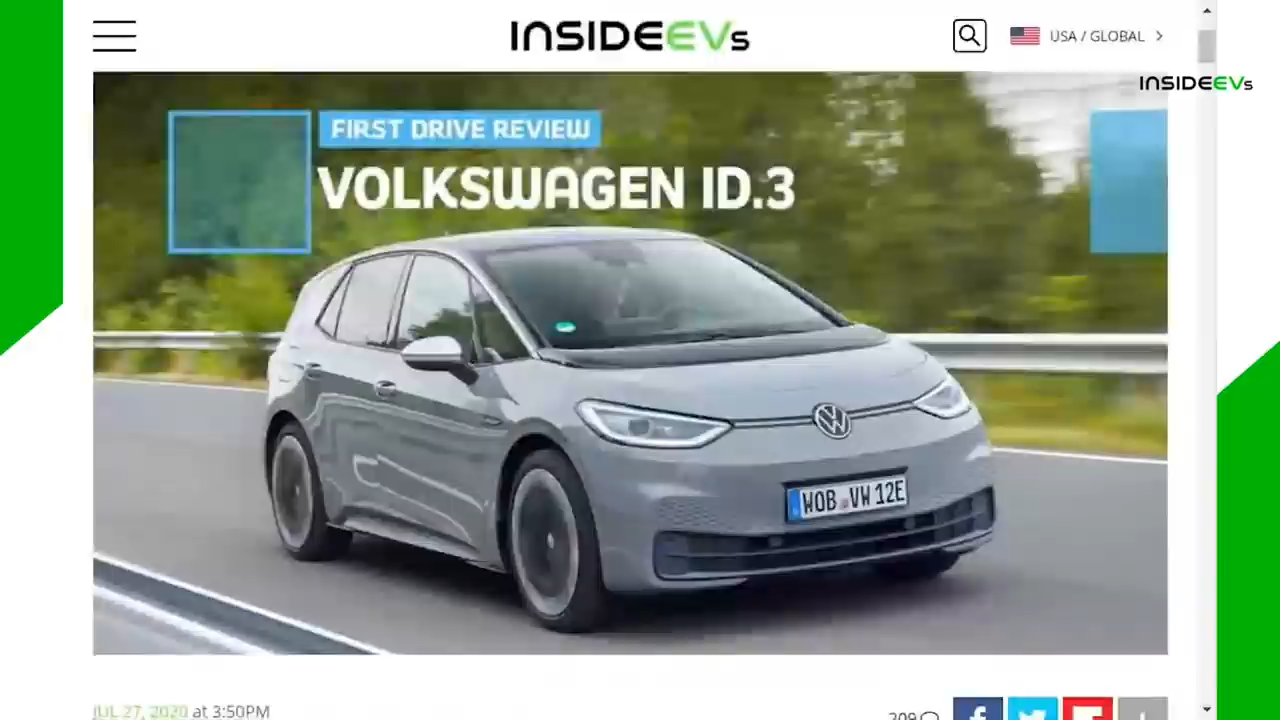 INSIDEEVs
USA / GLOBAL
INSIDEEVs
FIRST DRIVE REVIEW
VOLKSWAGEN ID.3
WOB VW 12E
JUL 27, 2020 at 3:50PM
209